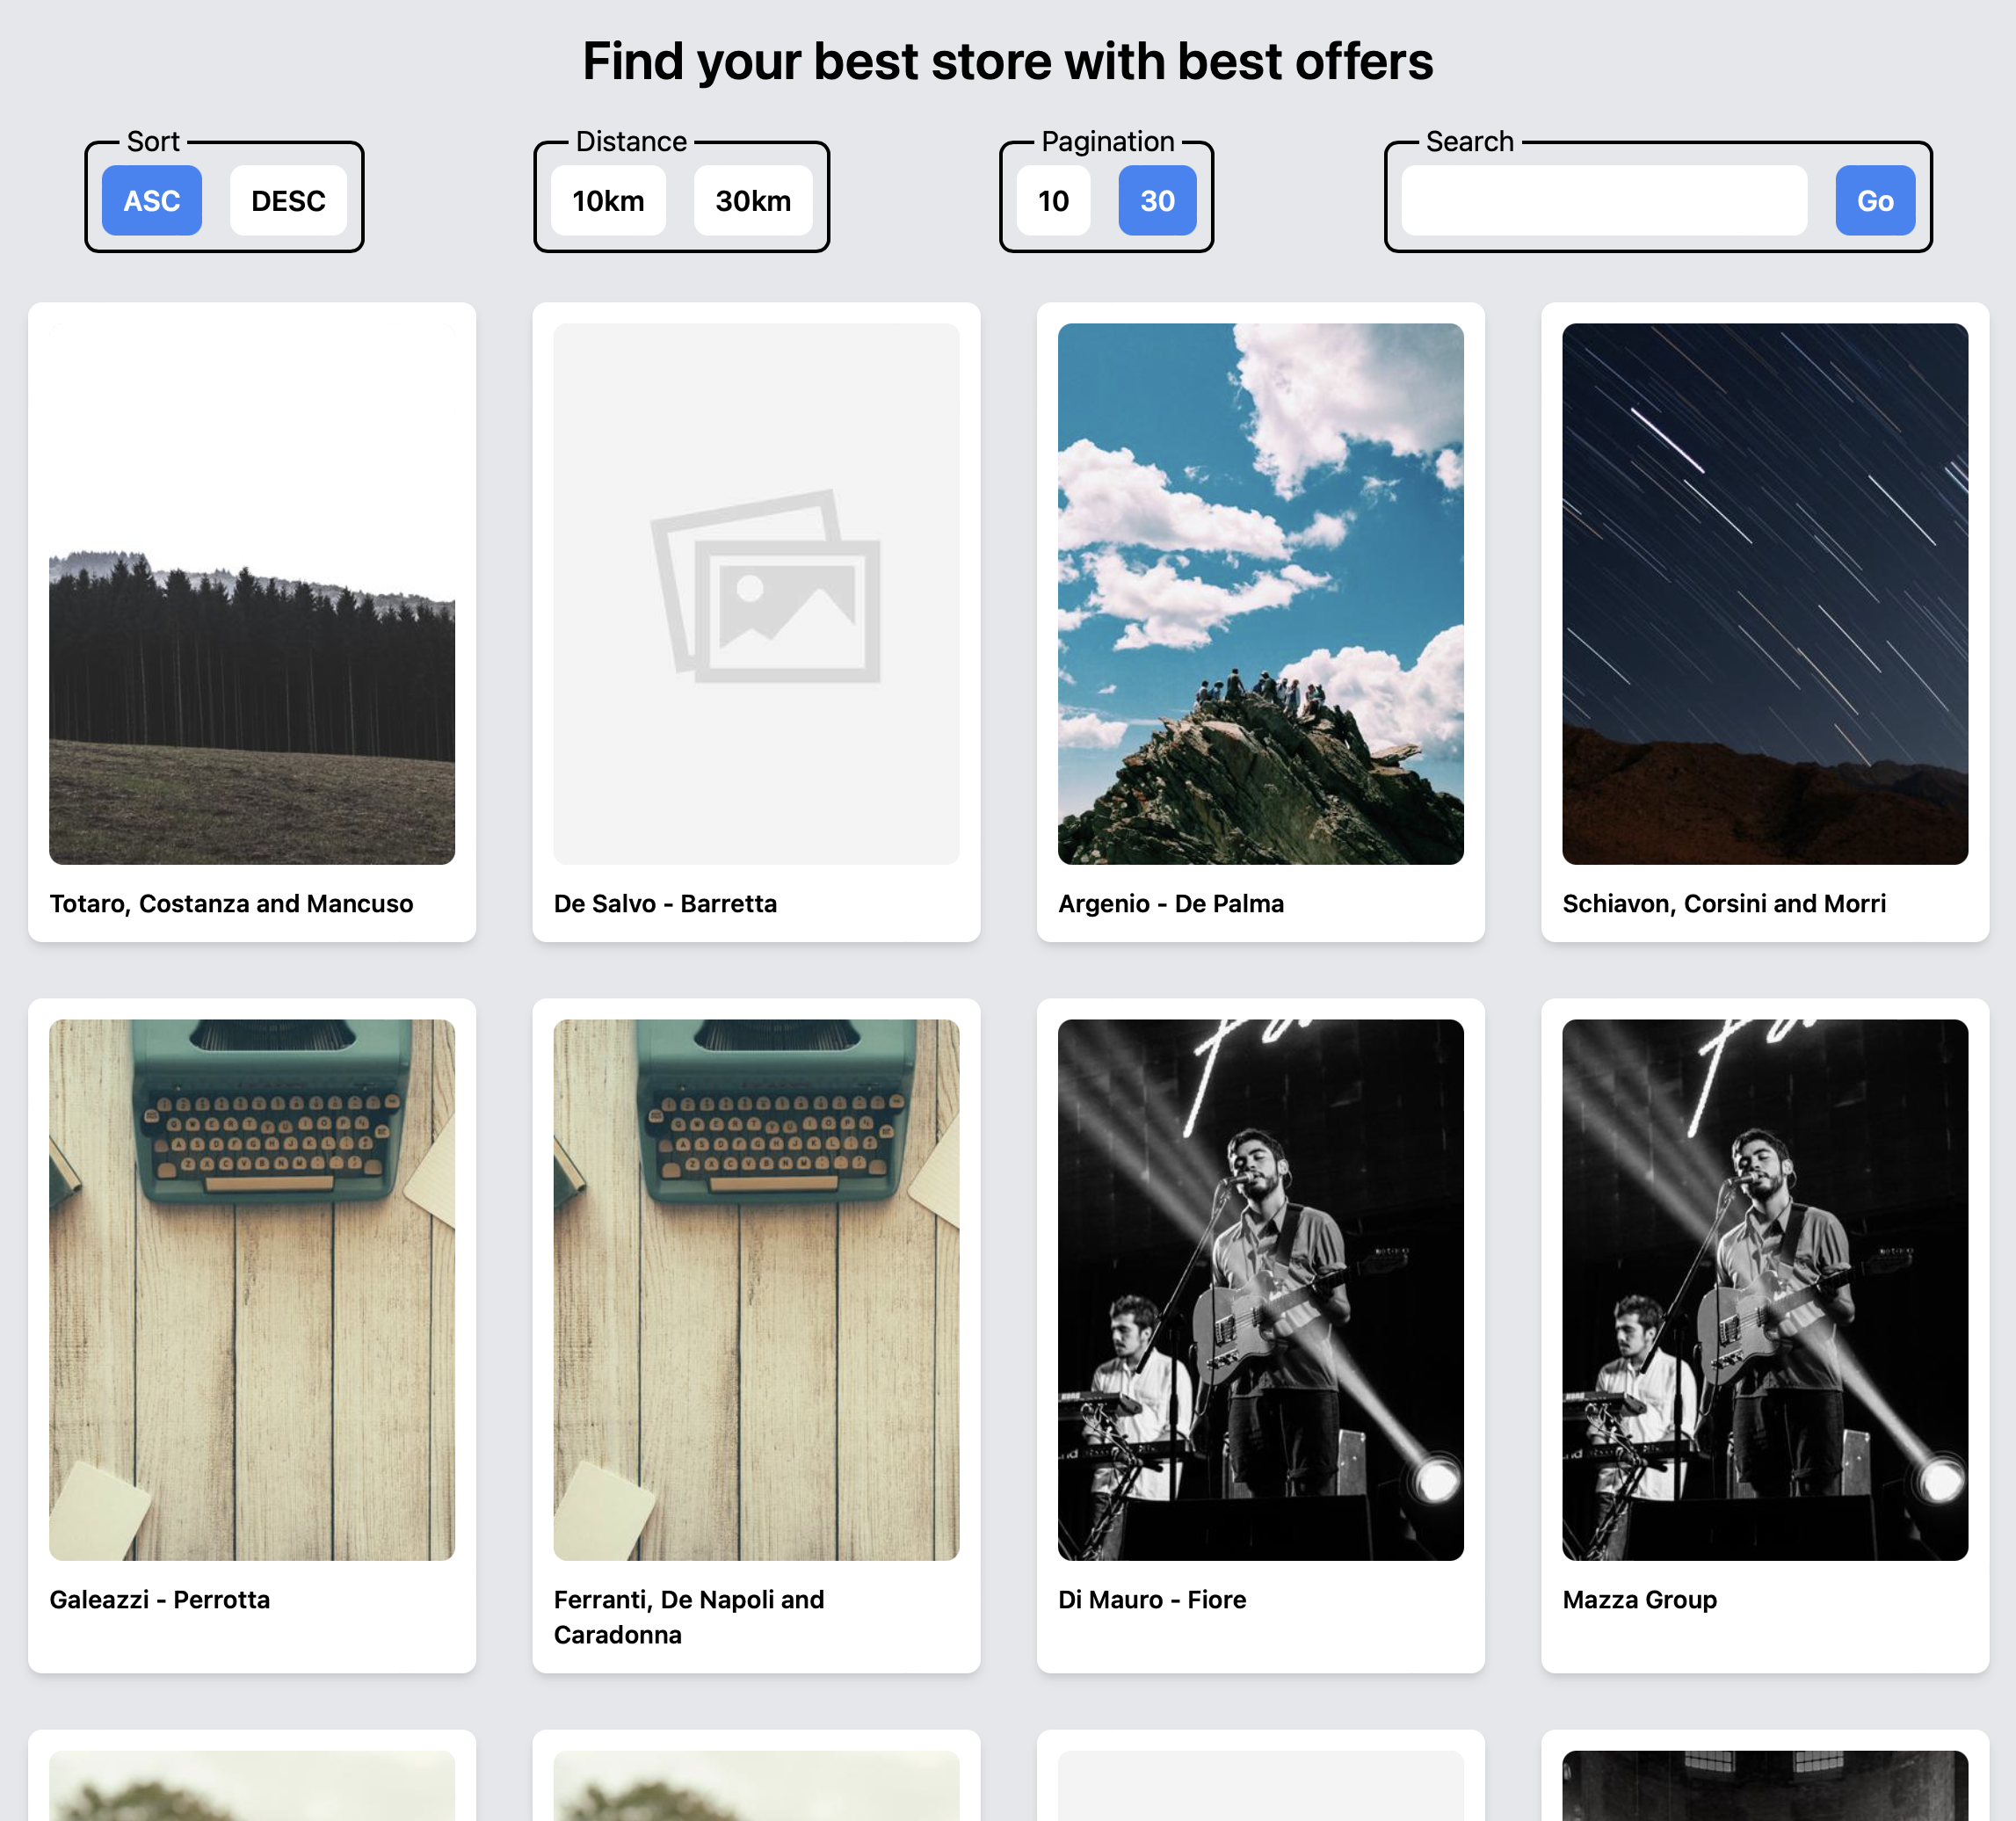 Find your best store with best offers
Sort
ASC DESC
Distance
10km 30km
Pagination
10 30
Search
Go
Totaro, Costanza and Mancuso
De Salvo - Barretta
Argenio - De Palma
Schiavon, Corsini and Morri
Galeazzi - Perrotta
Ferranti, De Napoli and
Caradonna
Di Mauro - Fiore
Mazza Group